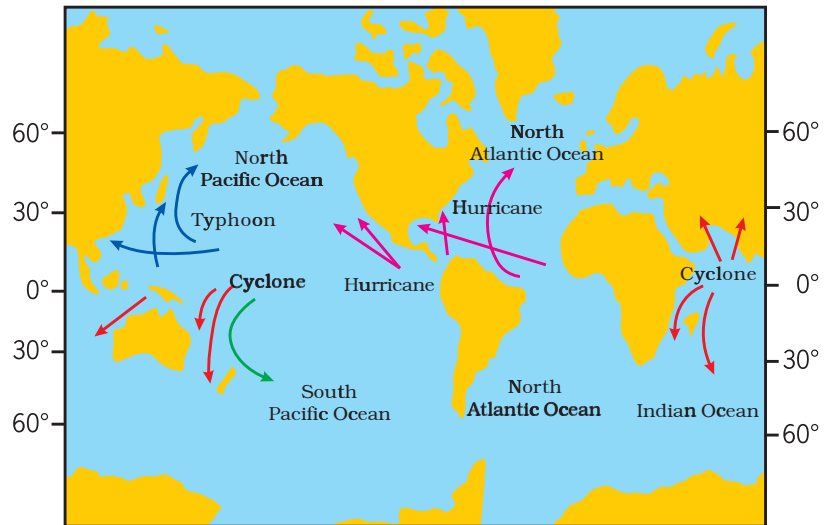 60°
30°
0°
30°
60°
North
Pacific Ocean
Typhoon
Cyclone
Hurricane
South
Pacific Ocean
North
Atlantic Ocean
Hurricane
North
Atlantic Ocean
Cyclone
Indian Ocean
60°
30°
0°
30°
60°